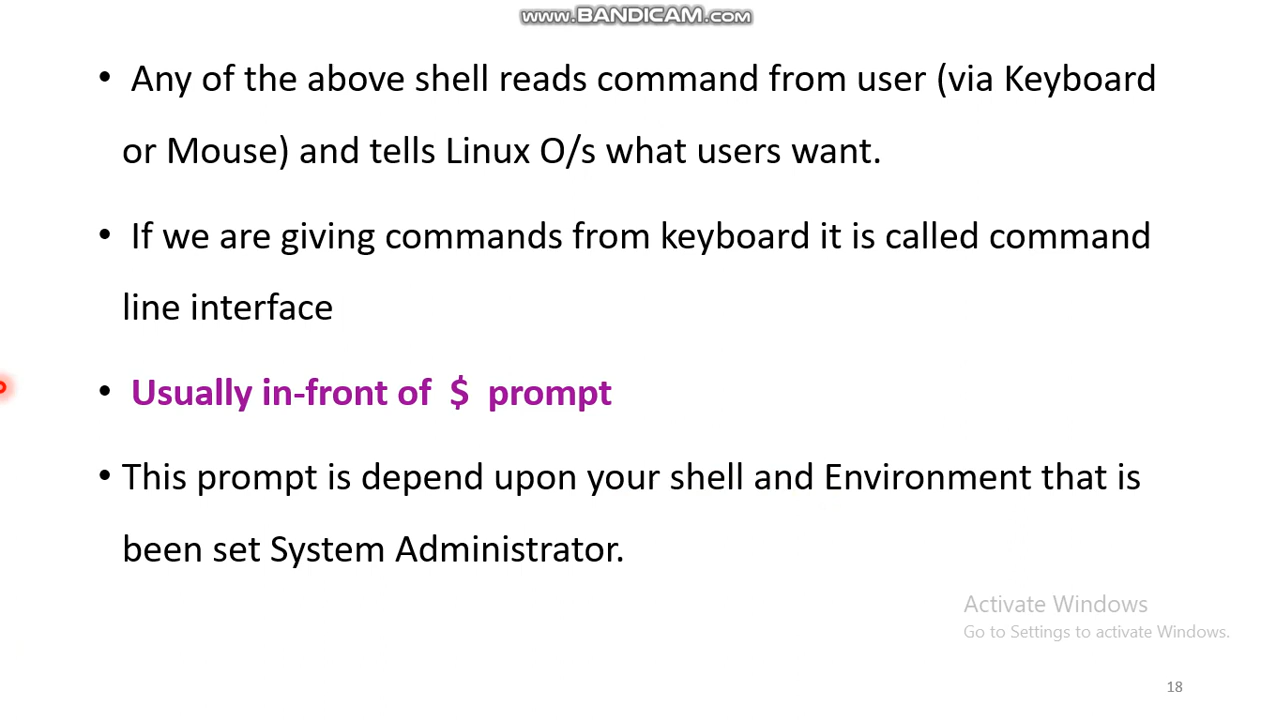 www.BANDICAM.com
• Any of the above shell reads command from user (via Keyboard
or Mouse) and tells Linux O/s what users want.
• If we are giving commands from keyboard it is called command
line interface
• Usually in-front of $ prompt
• This prompt is depend upon your shell and Environment that is
been set System Administrator.
Activate Windows
Go to Settings to activate Windows.
18